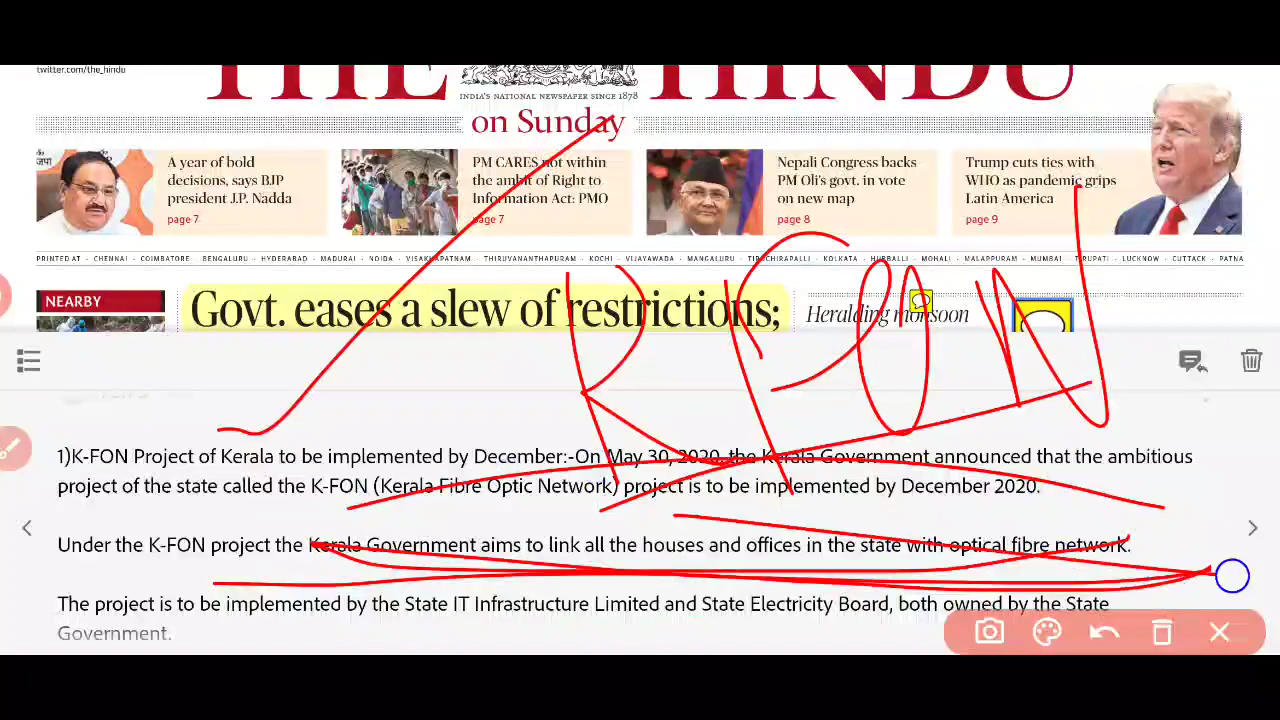 twitter.com/the_hindu
THE HINDU
INDIA'S NATIONAL NEWSPAPER SINCE 1878
on Sunday
A year of bold
decisions, says BJP
president J.P. Nadda
page 7
PM CARES not within
the ambit of Right to
Information Act: PMO
page 7
Nepali Congress backs
PM Oli's govt. in vote
on new map
page 8
Trump cuts ties with
WHO as pandemic grips
Latin America
page 9
PRINTED AT · CHENNAI · COIMBATORE · BENGALURU · HYDERABAD · MADURAI · NOIDA · VISAKHAPATNAM · THIRUVANANTHAPURAM · KOCHI · VIJAYAWADA · MANGALURU · TIRUCHIRAPALLI · KOLKATA · HUBBALLI · MOHALI · MALAPPURAM · MUMBAI · TIRUPATI · LUCKNOW · CUTTACK · PATNA
NEARBY
Govt. eases a slew of restrictions;
Heralding monsoon
1)K-FON Project of Kerala to be implemented by December:-On May 30, 2020, the Kerala Government announced that the ambitious
project of the state called the K-FON (Kerala Fibre Optic Network) project is to be implemented by December 2020.
Under the K-FON project the Kerala Government aims to link all the houses and offices in the state with optical fibre network.
The project is to be implemented by the State IT Infrastructure Limited and State Electricity Board, both owned by the State
Government.